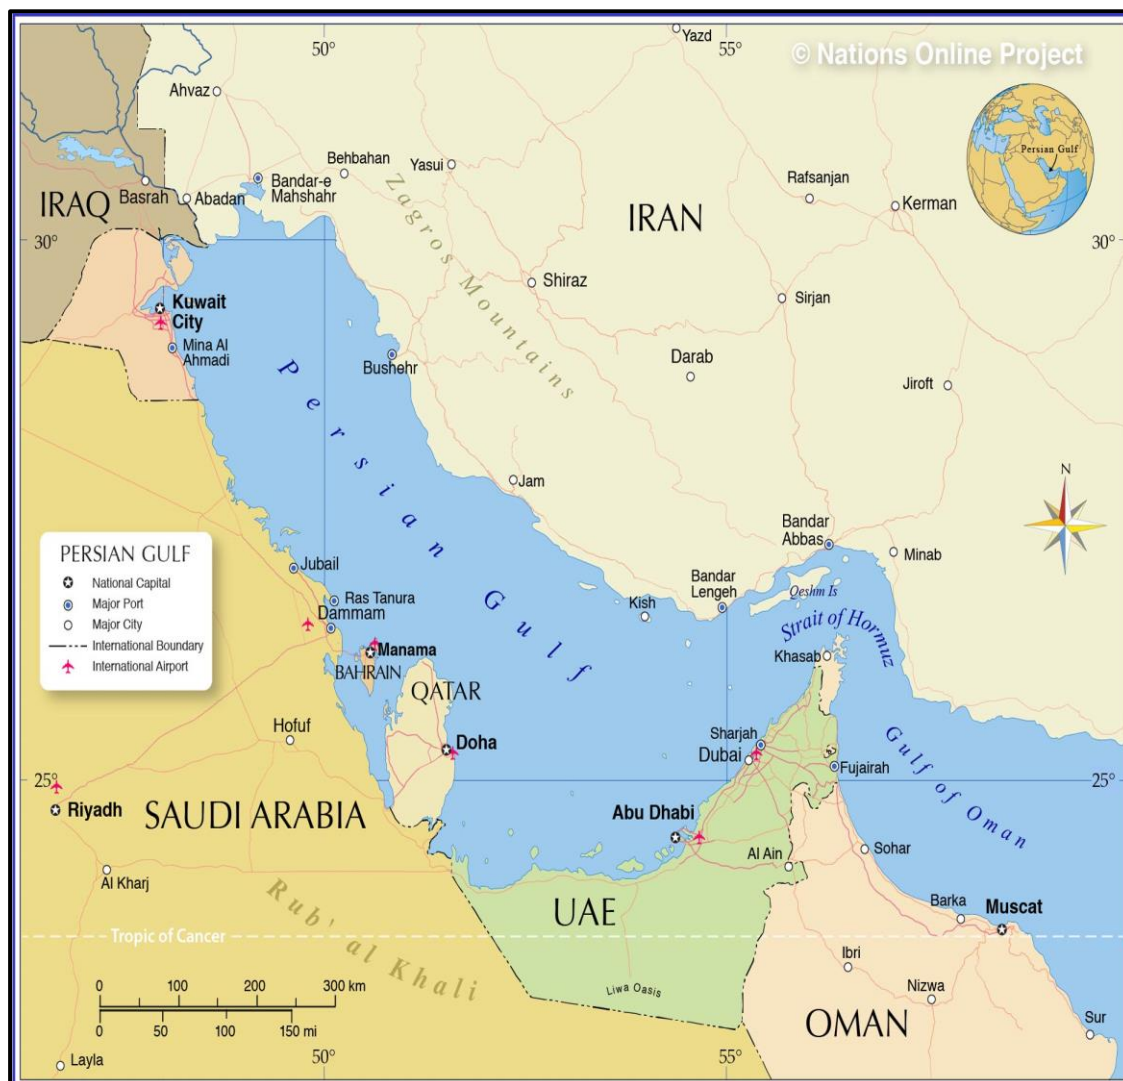 50°
55°
Yazd
© Nations Online Project
Ahvaz
Behbahan
Yasui
Bandar-e
Mahshahr
Basrah
Abadan
IRAQ
Zagros Mountains
IRAN
Rafsanjan
Kerman
Persian Gulf
30°
30°
Shiraz
Sirjan
Kuwait
City
Mina Al
Ahmadi
Bushehr
Darab
Jiroft
Persian Gulf
Jam
N
Bandar
Abbas
Minab
PERSIAN GULF
National Capital
Major Port
Major City
International Boundary
International Airport
Jubail
Ras Tanura
Dammam
Manama
BAHRAIN
QATAR
Kish
Bandar
Lengeh
Qeshm Is
Strait of Hormuz
Khasab
Hofuf
Doha
Sharjah
Dubai
Fujairah
Gulf of Oman
25°
25°
Riyadh
SAUDI ARABIA
Abu Dhabi
Al Ain
Sohar
Al Kharj
Rub' al Khali
UAE
Barka
Muscat
Tropic of Cancer
Ibri
Nizwa
Liwa Oasis
OMAN
Sur
0 100 200 300 km
0 50 100 150 mi
Layla
50°
55°